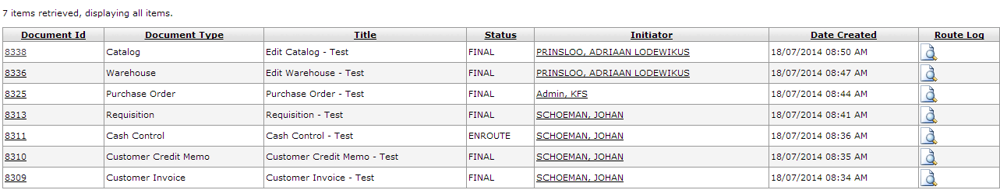 7 items retrieved, displaying all items.
Document Id Document Type Title Status Initiator Date Created Route Log
8338 Catalog Edit Catalog - Test FINAL PRINSLOO, ADRIAAN LODEWIKUS 18/07/2014 08:50 AM
8336 Warehouse Edit Warehouse - Test FINAL PRINSLOO, ADRIAAN LODEWIKUS 18/07/2014 08:47 AM
8325 Purchase Order Purchase Order - Test FINAL Admin, KFS 18/07/2014 08:44 AM
8313 Requisition Requisition - Test FINAL SCHOEMAN, JOHAN 18/07/2014 08:41 AM
8311 Cash Control Cash Control - Test ENROUTE SCHOEMAN, JOHAN 18/07/2014 08:36 AM
8310 Customer Credit Memo Customer Credit Memo - Test FINAL SCHOEMAN, JOHAN 18/07/2014 08:35 AM
8309 Customer Invoice Customer Invoice - Test FINAL SCHOEMAN, JOHAN 18/07/2014 08:34 AM